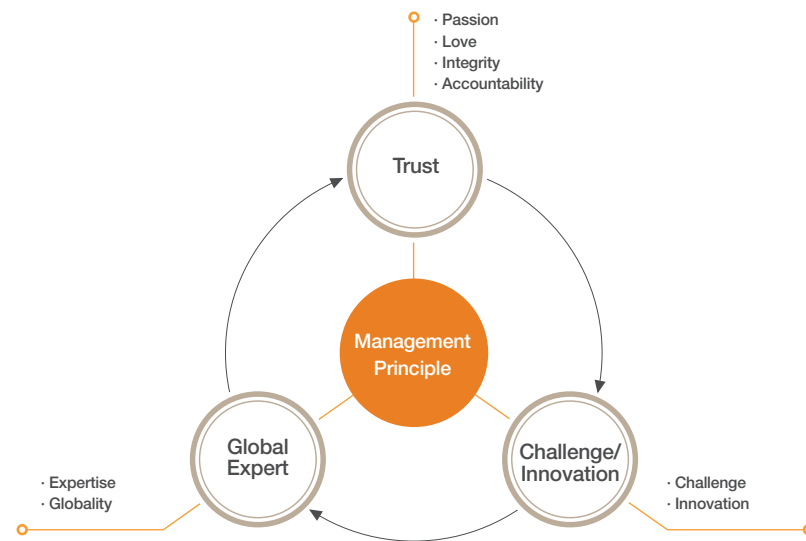 · Passion
· Love
· Integrity
· Accountability
Trust
Management
Principle
Global
Expert
Challenge/
Innovation
· Expertise
· Globality
· Challenge
· Innovation